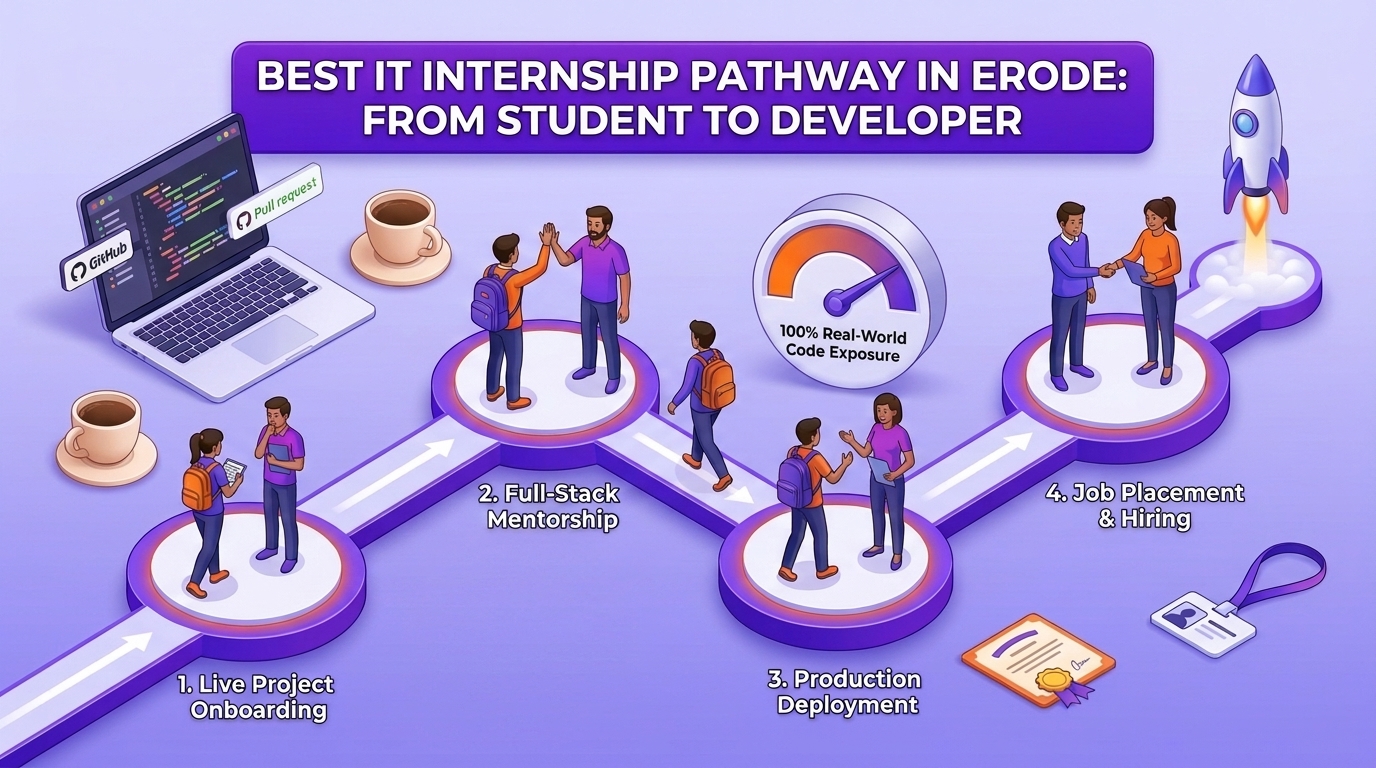 BEST IT INTERNSHIP PATHWAY IN ERODE:
FROM STUDENT TO DEVELOPER
GitHub
Pull request
100% Real-World
Code Exposure
1. Live Project
Onboarding
2. Full-Stack
Mentorship
3. Production
Deployment
4. Job Placement
& Hiring